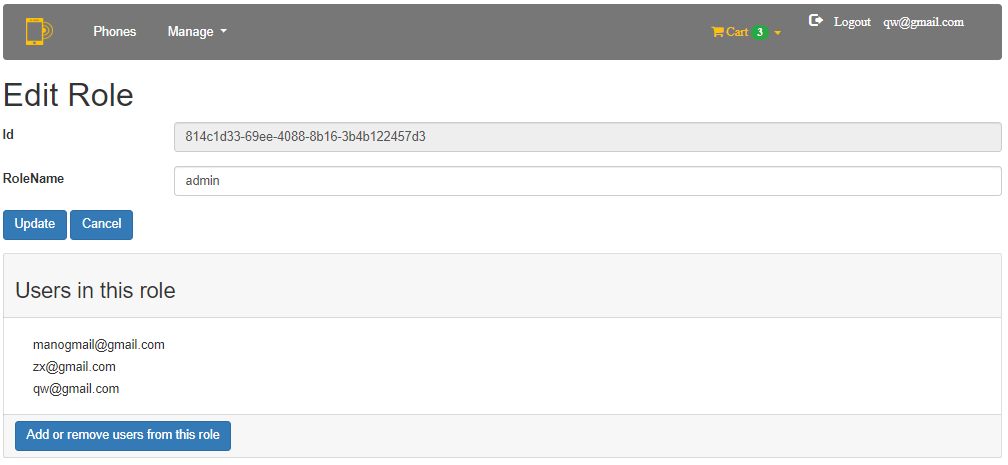 Phones Manage Cart 3 Logout qw@gmail.com
Edit Role
Id 814c1d33-69ee-4088-8b16-3b4b122457d3
RoleName admin
Update Cancel
Users in this role
manogmail@gmail.com
zx@gmail.com
qw@gmail.com
Add or remove users from this role